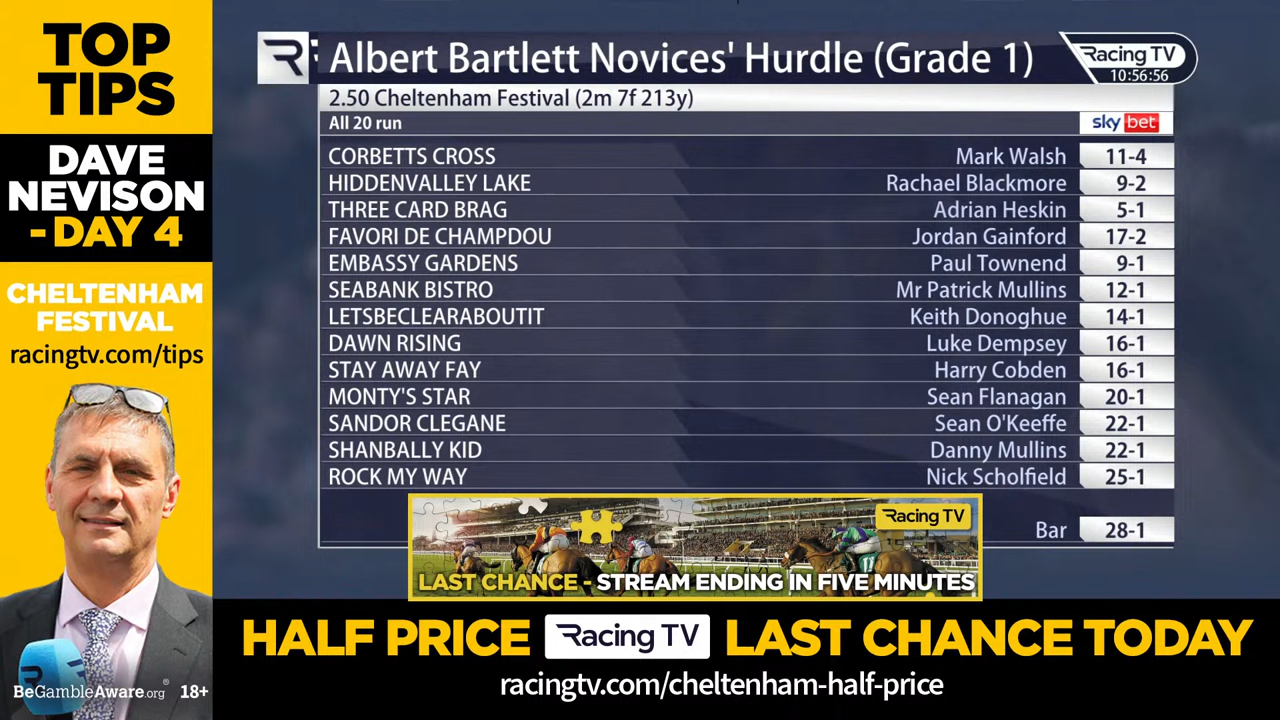 TOP
TIPS
DAVE
NEVISON
- DAY 4
CHELTENHAM
FESTIVAL
racingtv.com/tips
BeGambleAware.org® 18+
Albert Bartlett Novices' Hurdle (Grade 1)
Racing TV
10:56:56
2.50 Cheltenham Festival (2m 7f 213y)
All 20 run
sky bet
CORBETTS CROSS Mark Walsh 11-4
HIDDENVALLEY LAKE Rachael Blackmore 9-2
THREE CARD BRAG Adrian Heskin 5-1
FAVORI DE CHAMPDOU Jordan Gainford 17-2
EMBASSY GARDENS Paul Townend 9-1
SEABANK BISTRO Mr Patrick Mullins 12-1
LETSBECLEARABOUTIT Keith Donoghue 14-1
DAWN RISING Luke Dempsey 16-1
STAY AWAY FAY Harry Cobden 16-1
MONTY'S STAR Sean Flanagan 20-1
SANDOR CLEGANE Sean O'Keeffe 22-1
SHANBALLY KID Danny Mullins 22-1
ROCK MY WAY Nick Scholfield 25-1
Bar 28-1
Racing TV
LAST CHANCE - STREAM ENDING IN FIVE MINUTES
HALF PRICE Racing TV LAST CHANCE TODAY
racingtv.com/cheltenham-half-price